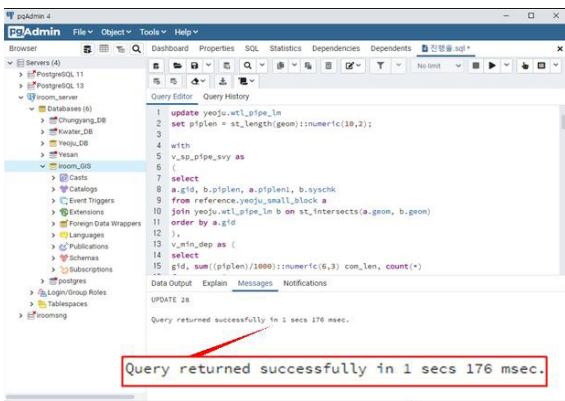 pgAdmin 4
pgAdmin File Object Tools Help
Browser
Dashboard Properties SQL Statistics Dependencies Dependents 진행율.sql *
No limit
Servers (4)
PostgreSQL 11
PostgreSQL 13
iroom_server
Databases (6)
Chungyang_DB
Kwater_DB
Yeoju_DB
Yesan
iroom_GIS
Casts
Catalogs
Event Triggers
Extensions
Foreign Data Wrappers
Languages
Publications
Schemas
Subscriptions
postgres
Login/Group Roles
Tablespaces
iroomsng
Query Editor Query History
1 update yeoju.wtl_pipe_lm
2 set piplen = st_length(geom)::numeric(10,2);
3
4 with
5 v_sp_pipe_svy as
6 (
7 select
8 a.gid, b.piplen, a.piplen1, b.syschk
9 from reference.yeoju_small_block a
10 join yeoju.wtl_pipe_lm b on st_intersects(a.geom, b.geom)
11 order by a.gid
12 ),
13 v_min_dep as (
14 select
15 gid, sum((piplen)/1000)::numeric(6,3) com_len, count(*)
Data Output Explain Messages Notifications
UPDATE 28
Query returned successfully in 1 secs 176 msec.
Query returned successfully in 1 secs 176 msec.